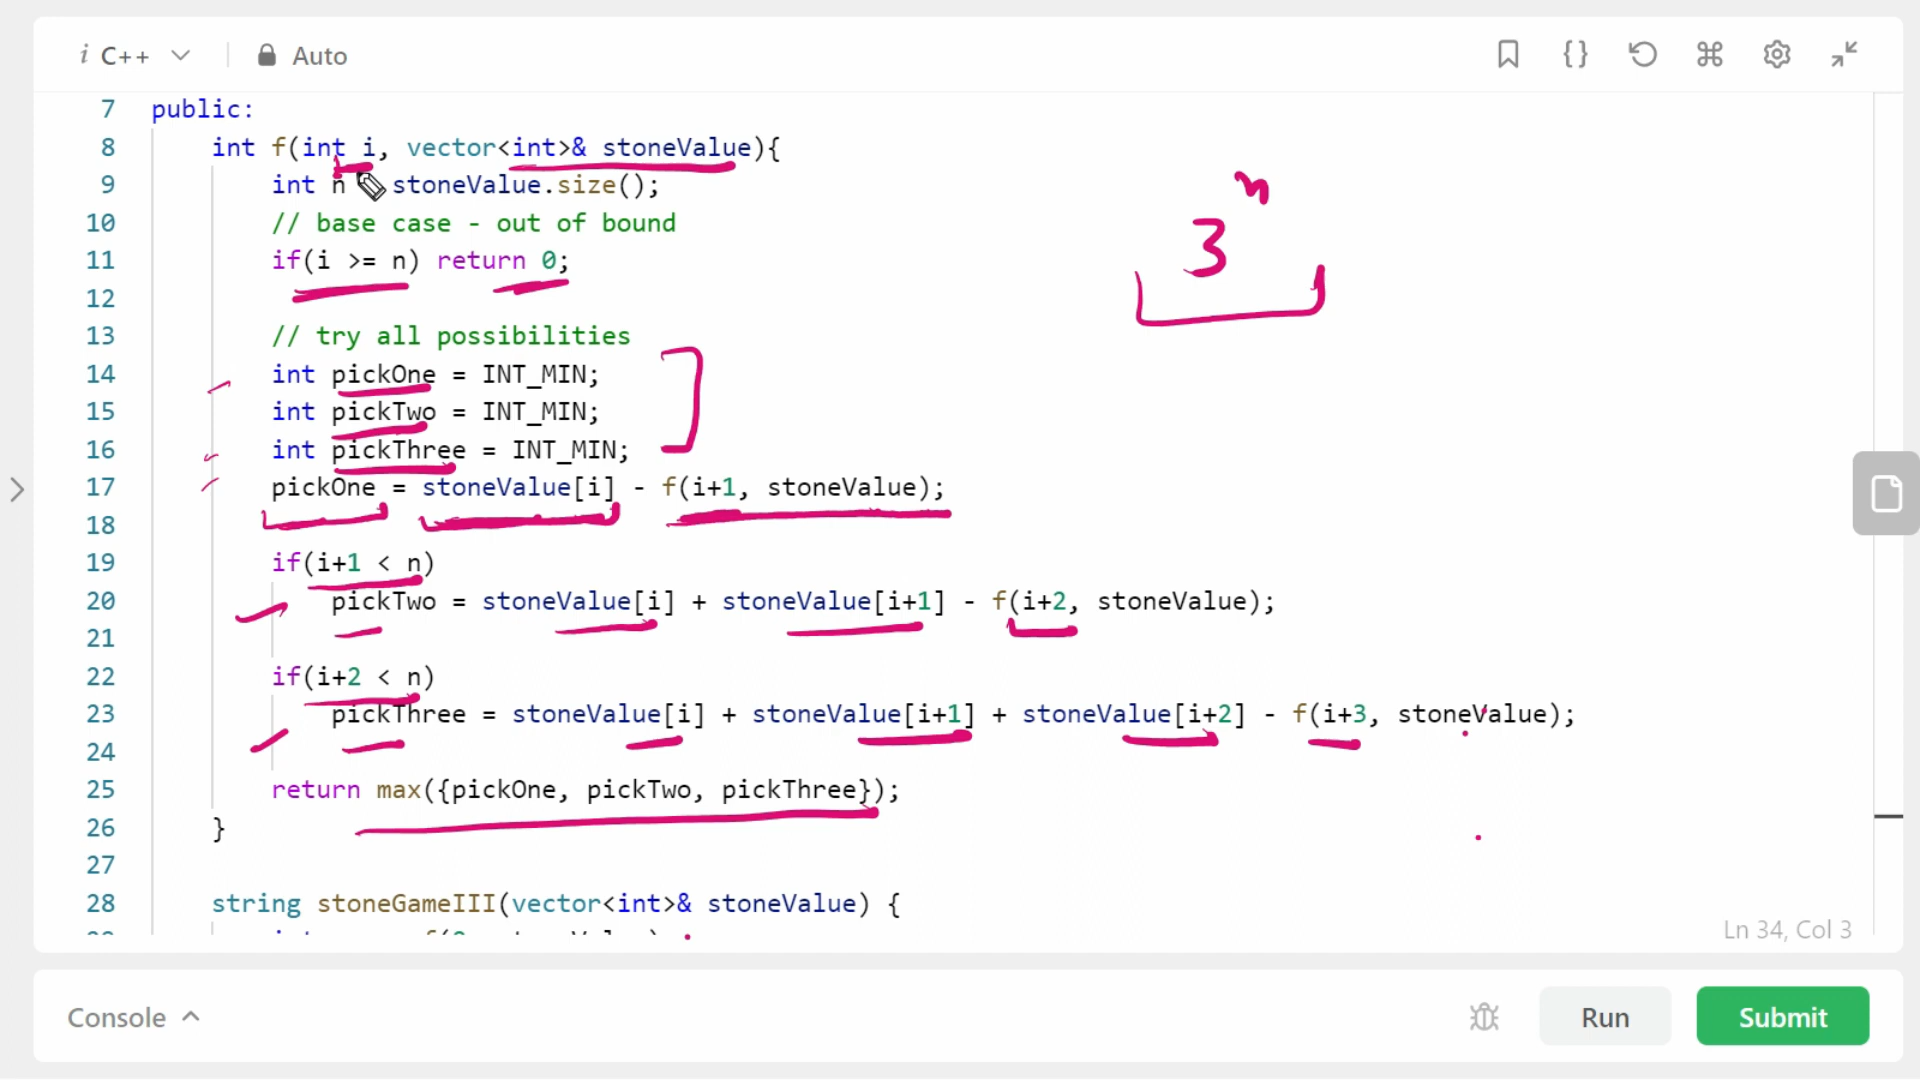 i C++ Auto
7 public:
8 int f(int i, vector<int>& stoneValue){
9 int n stoneValue.size();
10 // base case - out of bound
11 if(i >= n) return 0;
12
13 // try all possibilities
14 int pickOne = INT_MIN;
15 int pickTwo = INT_MIN;
16 int pickThree = INT_MIN;
17 pickOne = stoneValue[i] - f(i+1, stoneValue);
18
19 if(i+1 < n)
20 pickTwo = stoneValue[i] + stoneValue[i+1] - f(i+2, stoneValue);
21
22 if(i+2 < n)
23 pickThree = stoneValue[i] + stoneValue[i+1] + stoneValue[i+2] - f(i+3, stoneValue);
24
25 return max({pickOne, pickTwo, pickThree});
26 }
27
28 string stoneGameIII(vector<int>& stoneValue) {
3^n
Ln 34, Col 3
Console
Run
Submit